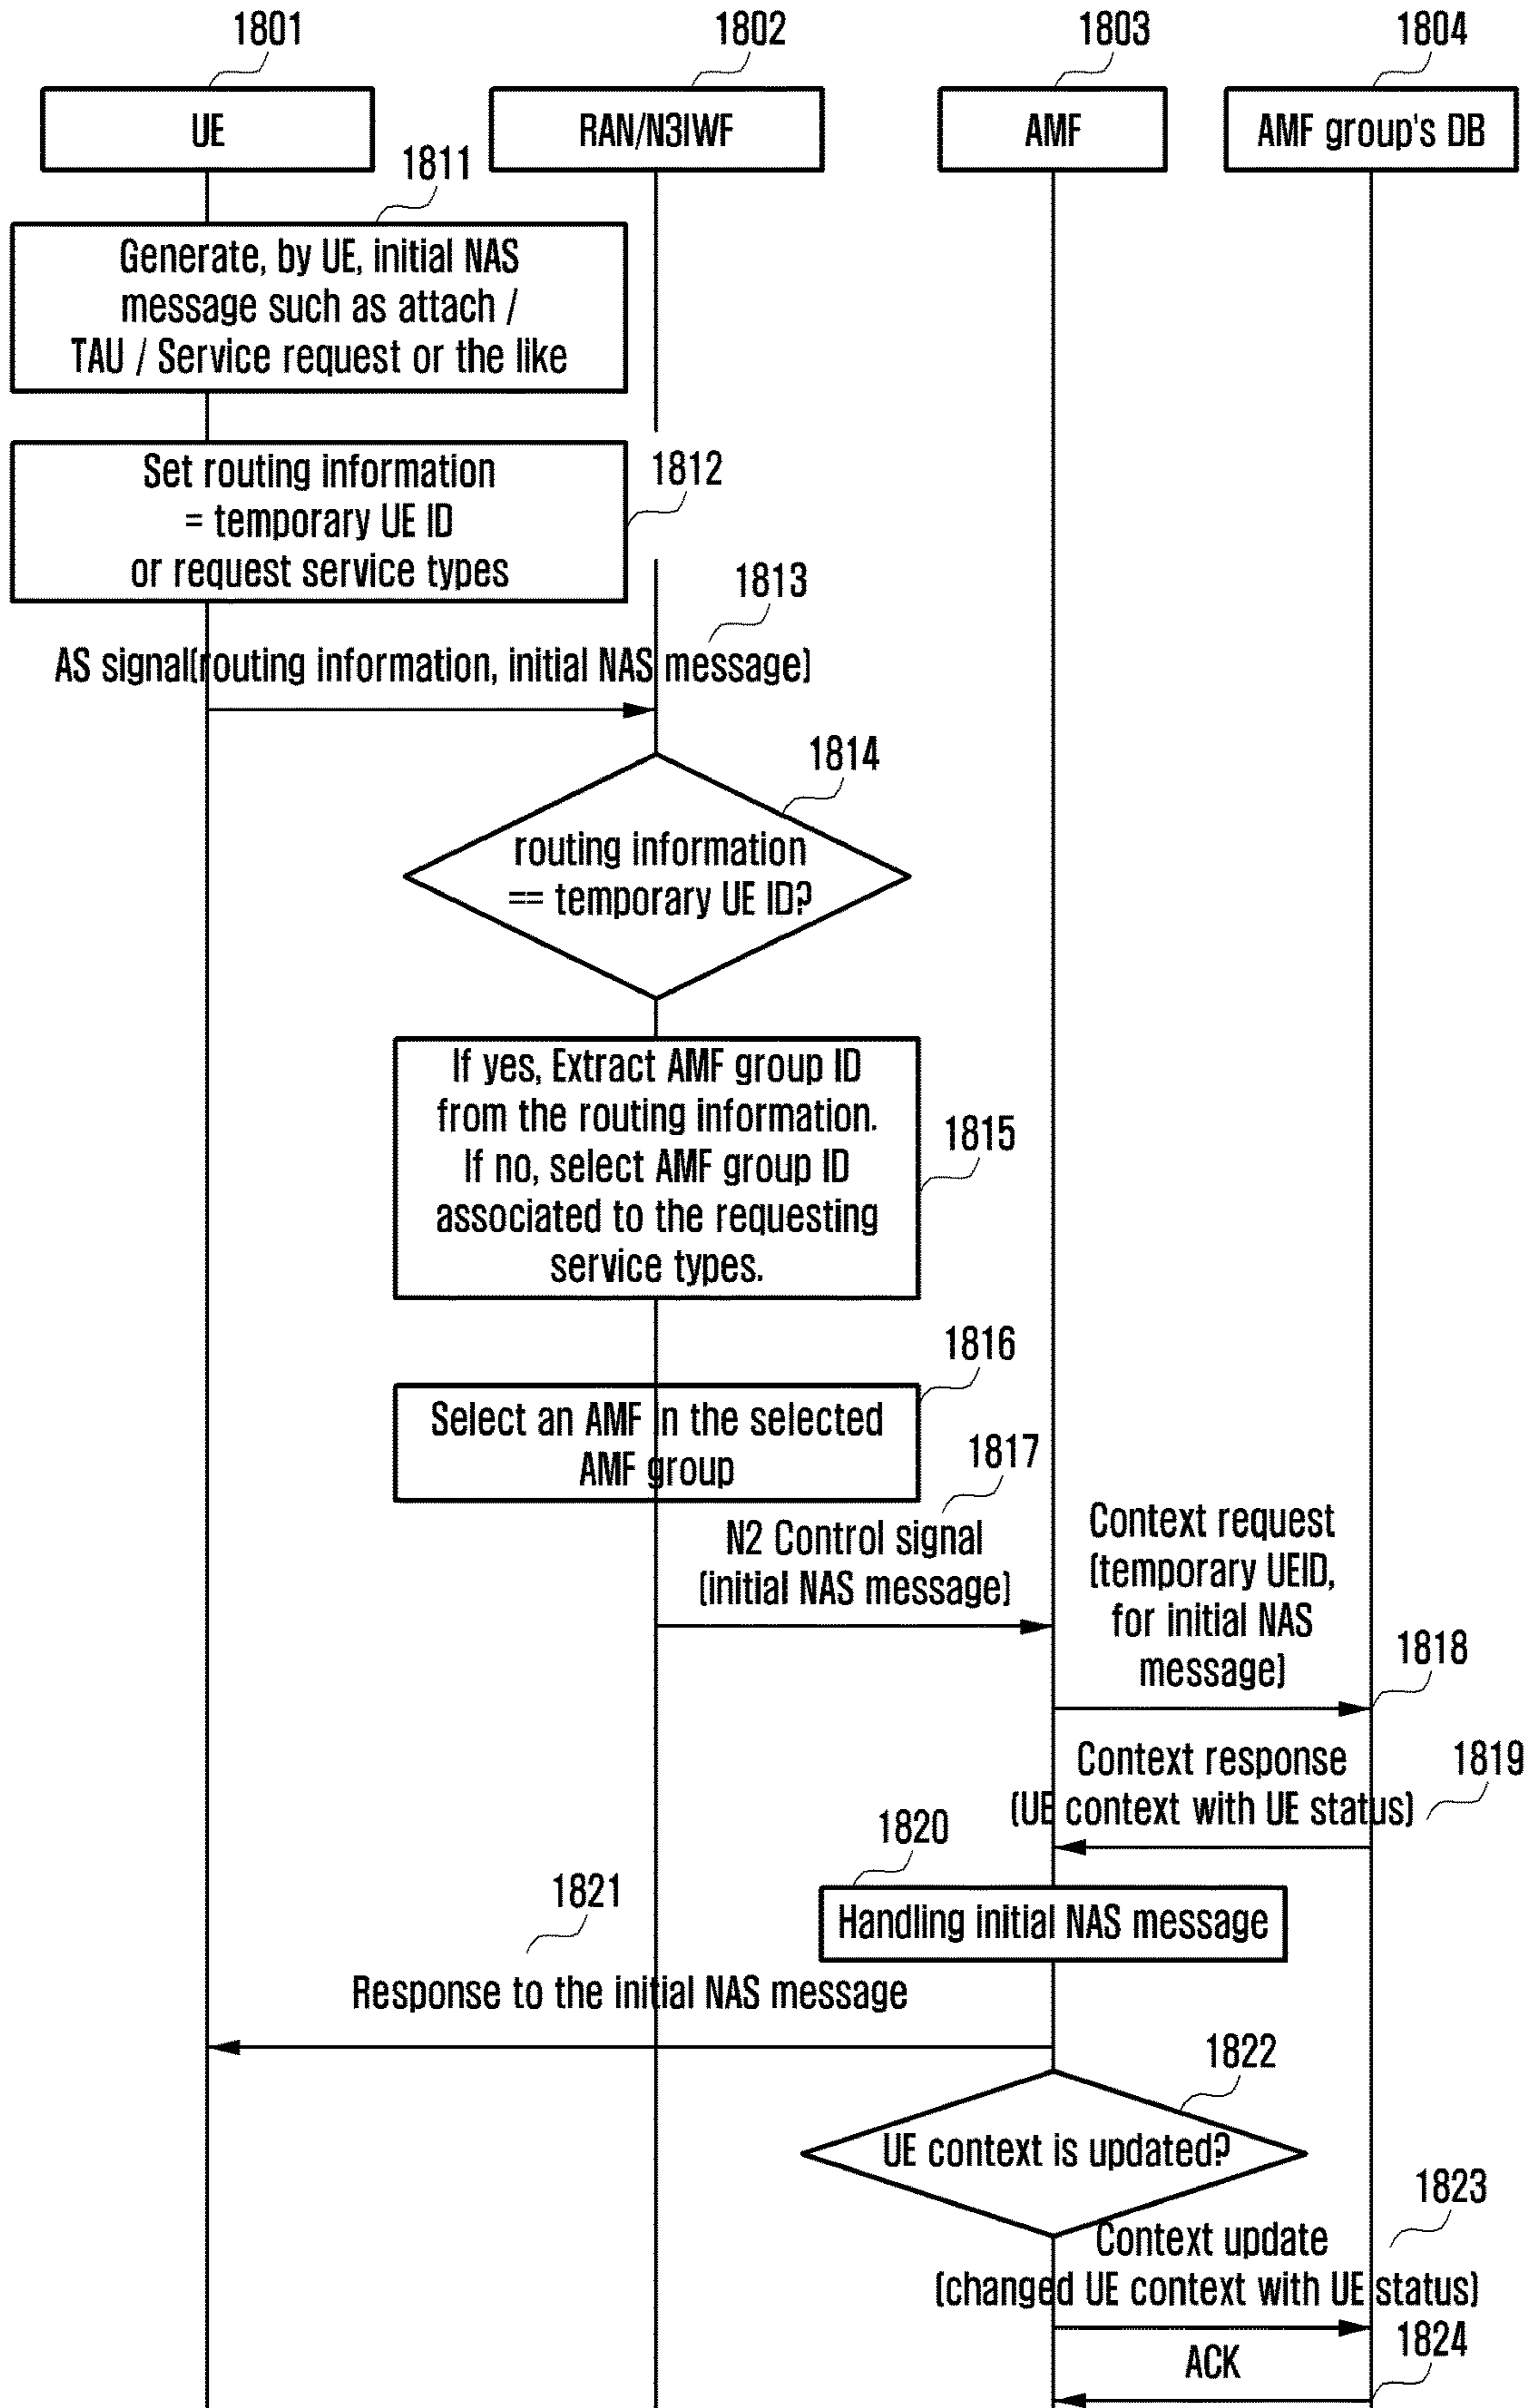 1801
1802
1803
1804
UE
RAN/N3IWF
AMF
AMF group's DB
1811
Generate, by UE, initial NAS
message such as attach /
TAU / Service request or the like
Set routing information
= temporary UE ID
or request service types
1812
1813
AS signal(routing information, initial NAS message)
1814
routing information
== temporary UE ID?
If yes, Extract AMF group ID
from the routing information.
If no, select AMF group ID
associated to the requesting
service types.
1815
1816
Select an AMF in the selected
AMF group
1817
N2 Control signal
(initial NAS message)
Context request
(temporary UEID,
for initial NAS
message)
1818
Context response
(UE context with UE status)
1819
1820
Handling initial NAS message
1821
Response to the initial NAS message
1822
UE context is updated?
1823
Context update
(changed UE context with UE status)
ACK
1824